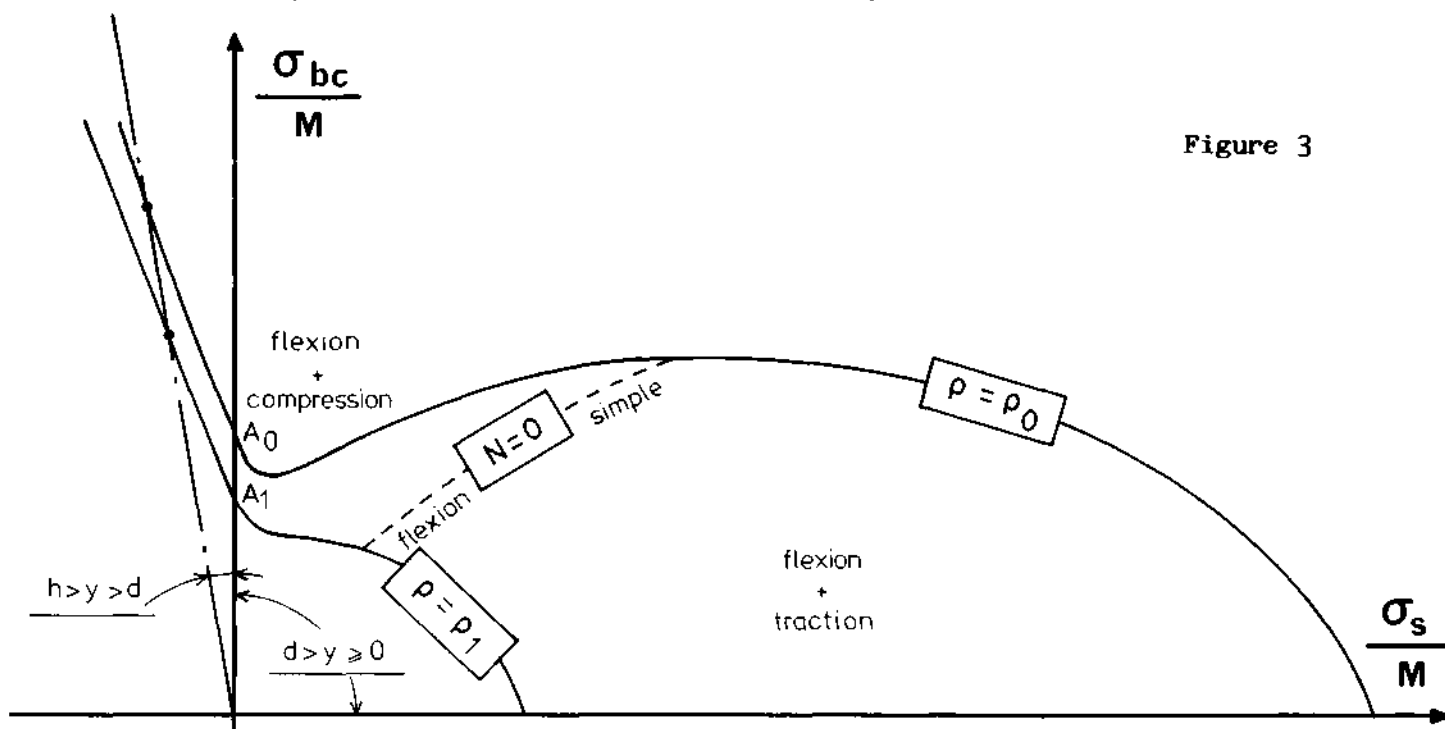 σbc
M
Figure 3
flexion
+
compression
A0
A1
flexion
N=0
simple
ρ = ρ0
ρ = ρ1
flexion
+
traction
h>y>d
d>y⩾0
σs
M